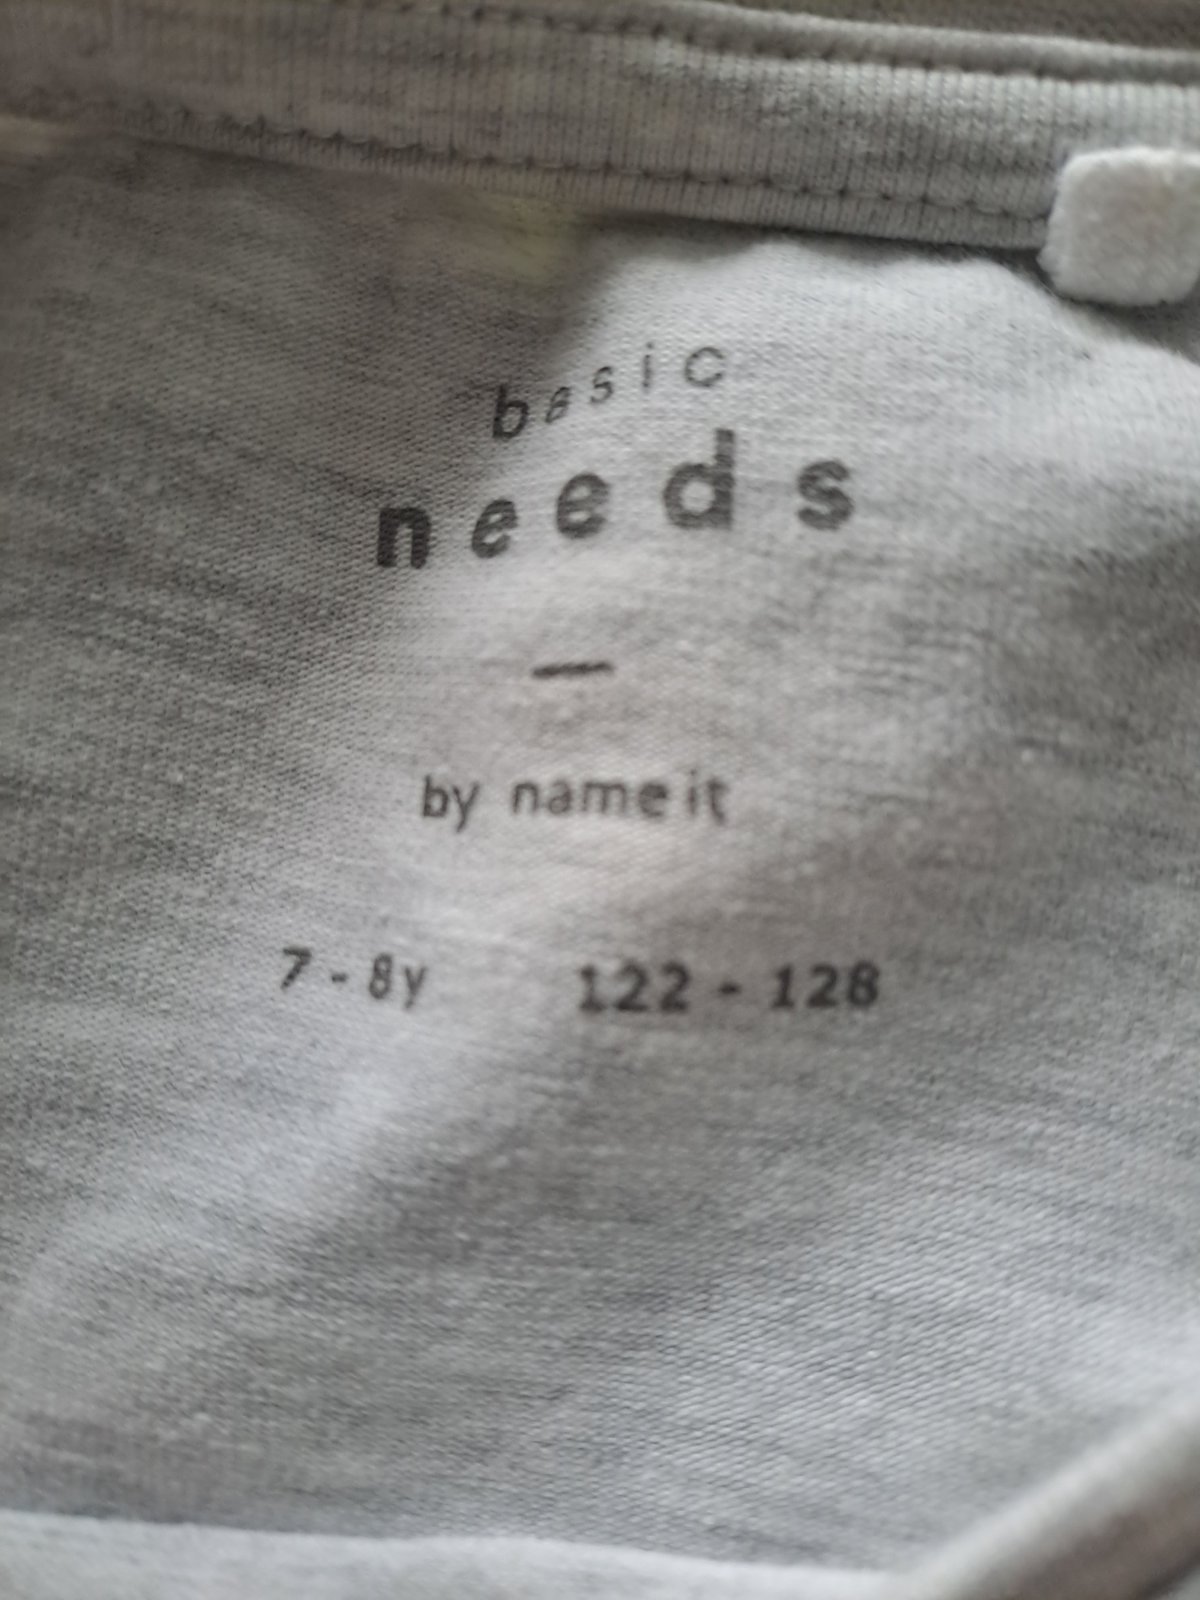 basic
needs
—
by name it
7 - 8y 122 - 128